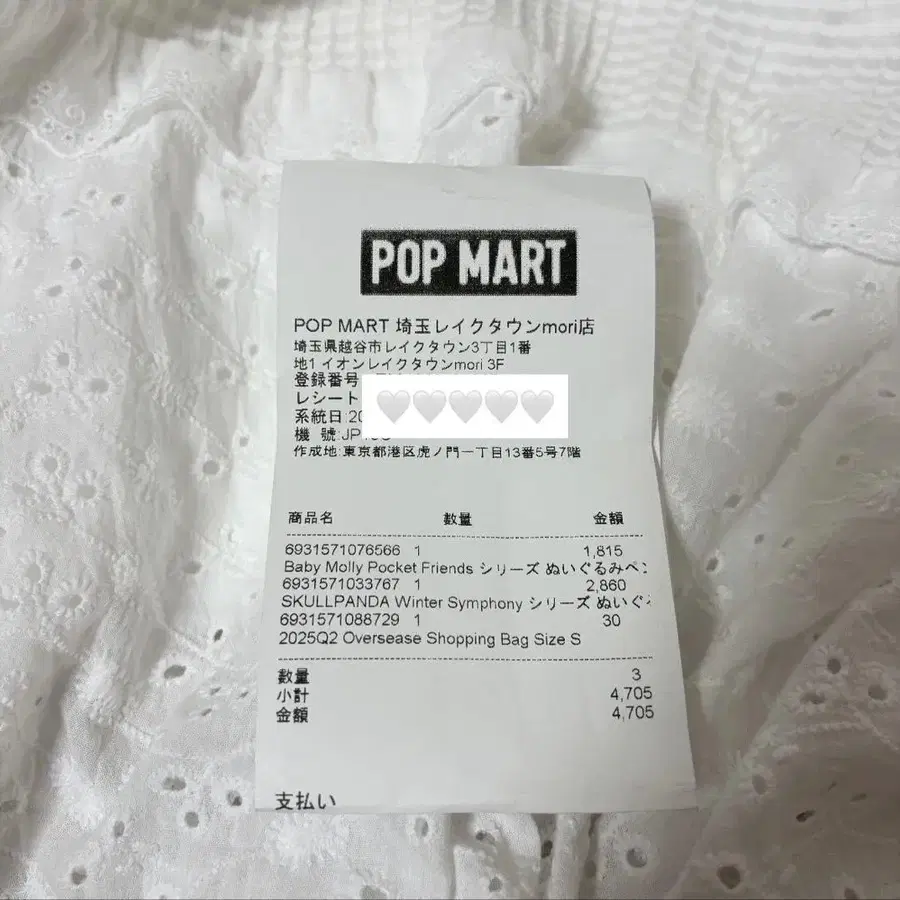 POP MART
POP MART 埼玉レイクタウンmori店
埼玉県越谷市レイクタウン3丁目1番
地1 イオンレイクタウンmori 3F
登録番号
レシート
系統日:20
機 號:JP
作成地:東京都港区虎ノ門一丁目13番5号7階
商品名 數量 金額
6931571076566 1 1,815
Baby Molly Pocket Friends シリーズ ぬいぐるみペン
6931571033767 1 2,860
SKULLPANDA Winter Symphony シリーズ ぬいぐ
6931571088729 1 30
2025Q2 Oversease Shopping Bag Size S
數量 3
小計 4,705
金額 4,705
支払い